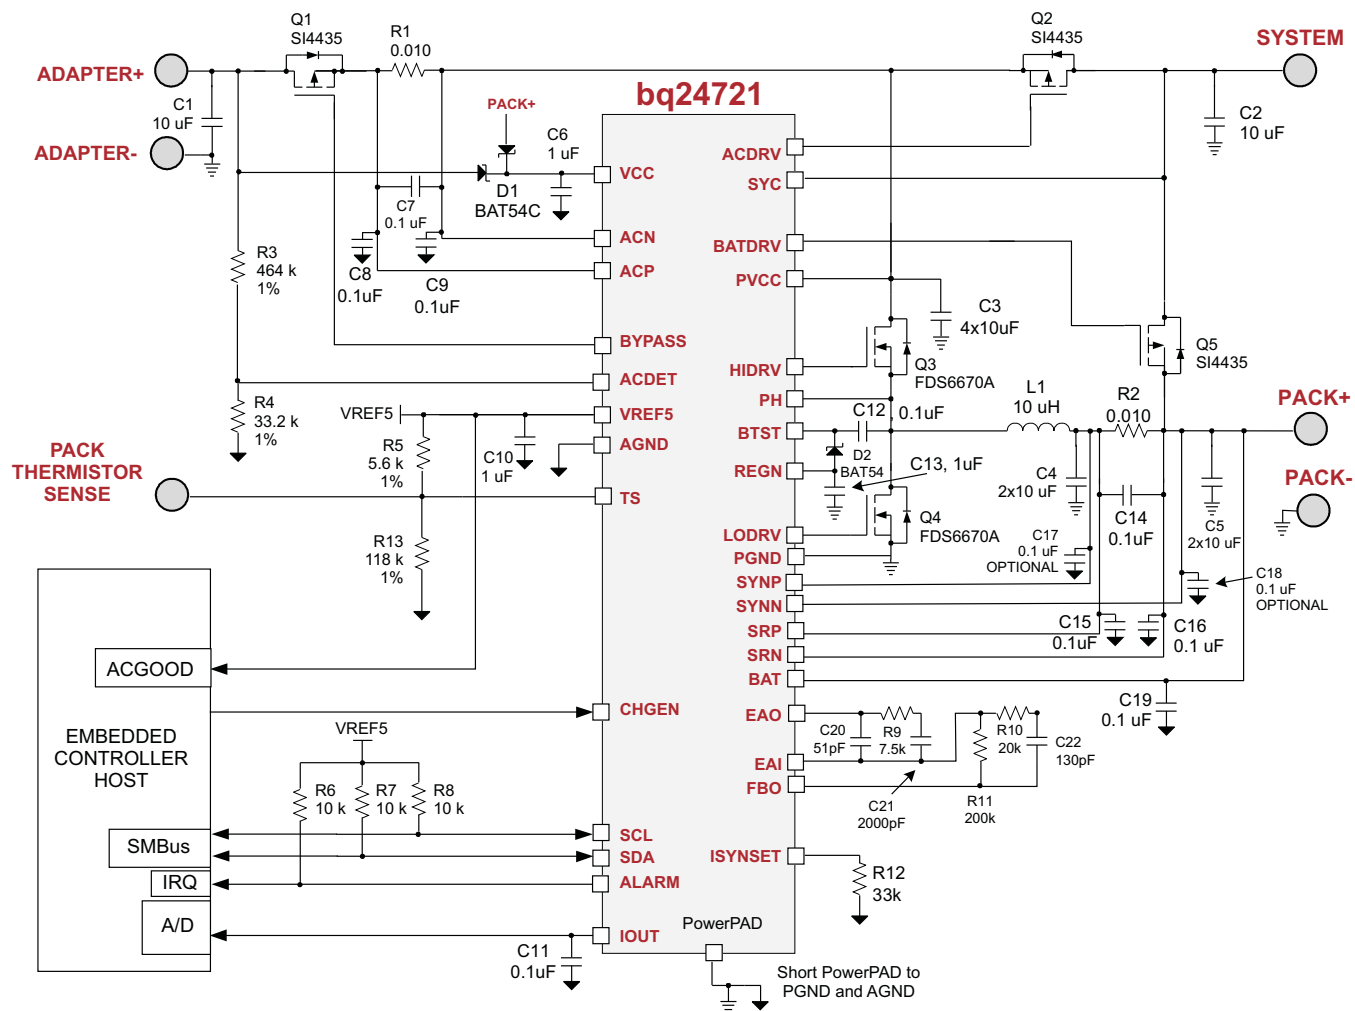 Q1
SI4435
R1
0.010
Q2
SI4435
SYSTEM
ADAPTER+
C1
10 uF
ADAPTER-
PACK+
bq24721
C6
1 uF
C2
10 uF
D1
BAT54C
C7
0.1 uF
VCC
ACDRV
SYC
ACN
ACP
BATDRV
PVCC
R3
464 k
1%
C8
0.1uF
C9
0.1uF
C3
4x10uF
BYPASS
ACDET
HIDRV
PH
Q3
FDS6670A
Q5
SI4435
R4
33.2 k
1%
VREF5
VREF5
AGND
C12
0.1uF
L1
10 uH
R2
0.010
PACK+
BTST
REGN
D2
BAT54
C13, 1uF
R5
5.6 k
1%
C10
1 uF
PACK
THERMISTOR
SENSE
TS
C4
2x10 uF
C14
0.1uF
C5
2x10 uF
PACK-
LODRV
PGND
Q4
FDS6670A
R13
118 k
1%
C17
0.1 uF
OPTIONAL
C18
0.1 uF
OPTIONAL
SYNP
SYNN
SRP
SRN
BAT
C15
0.1uF
C16
0.1 uF
ACGOOD
C19
0.1 uF
CHGEN
EAO
EAI
FBO
C20
51pF
R9
7.5k
R10
20k
C22
130pF
C21
2000pF
R11
200k
EMBEDDED
CONTROLLER
HOST
VREF5
R6
10 k
R7
10 k
R8
10 k
SMBus
SCL
SDA
IRQ
ALARM
ISYNSET
R12
33k
A/D
IOUT
C11
0.1uF
PowerPAD
Short PowerPAD to
PGND and AGND